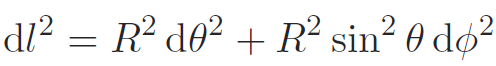 dl² = R² dθ² + R² sin² θ dϕ²